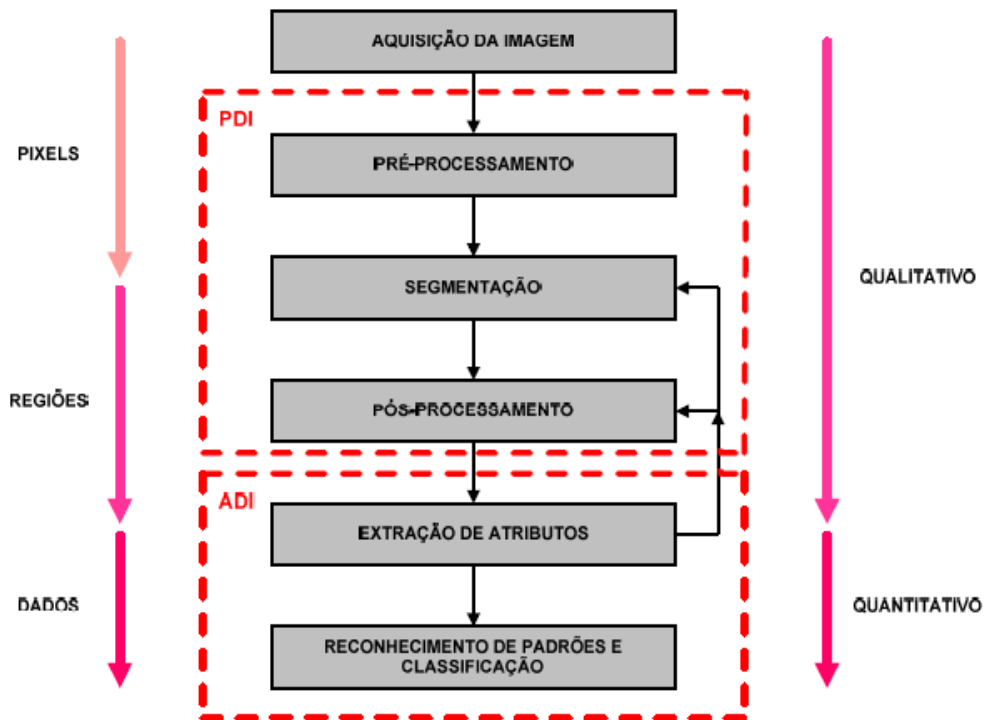 AQUISIÇÃO DA IMAGEM
PDI
PIXELS
PRÉ-PROCESSAMENTO
SEGMENTAÇÃO
QUALITATIVO
REGIÕES
PÓS-PROCESSAMENTO
ADI
EXTRAÇÃO DE ATRIBUTOS
DADOS
QUANTITATIVO
RECONHECIMENTO DE PADRÕES E
CLASSIFICAÇÃO